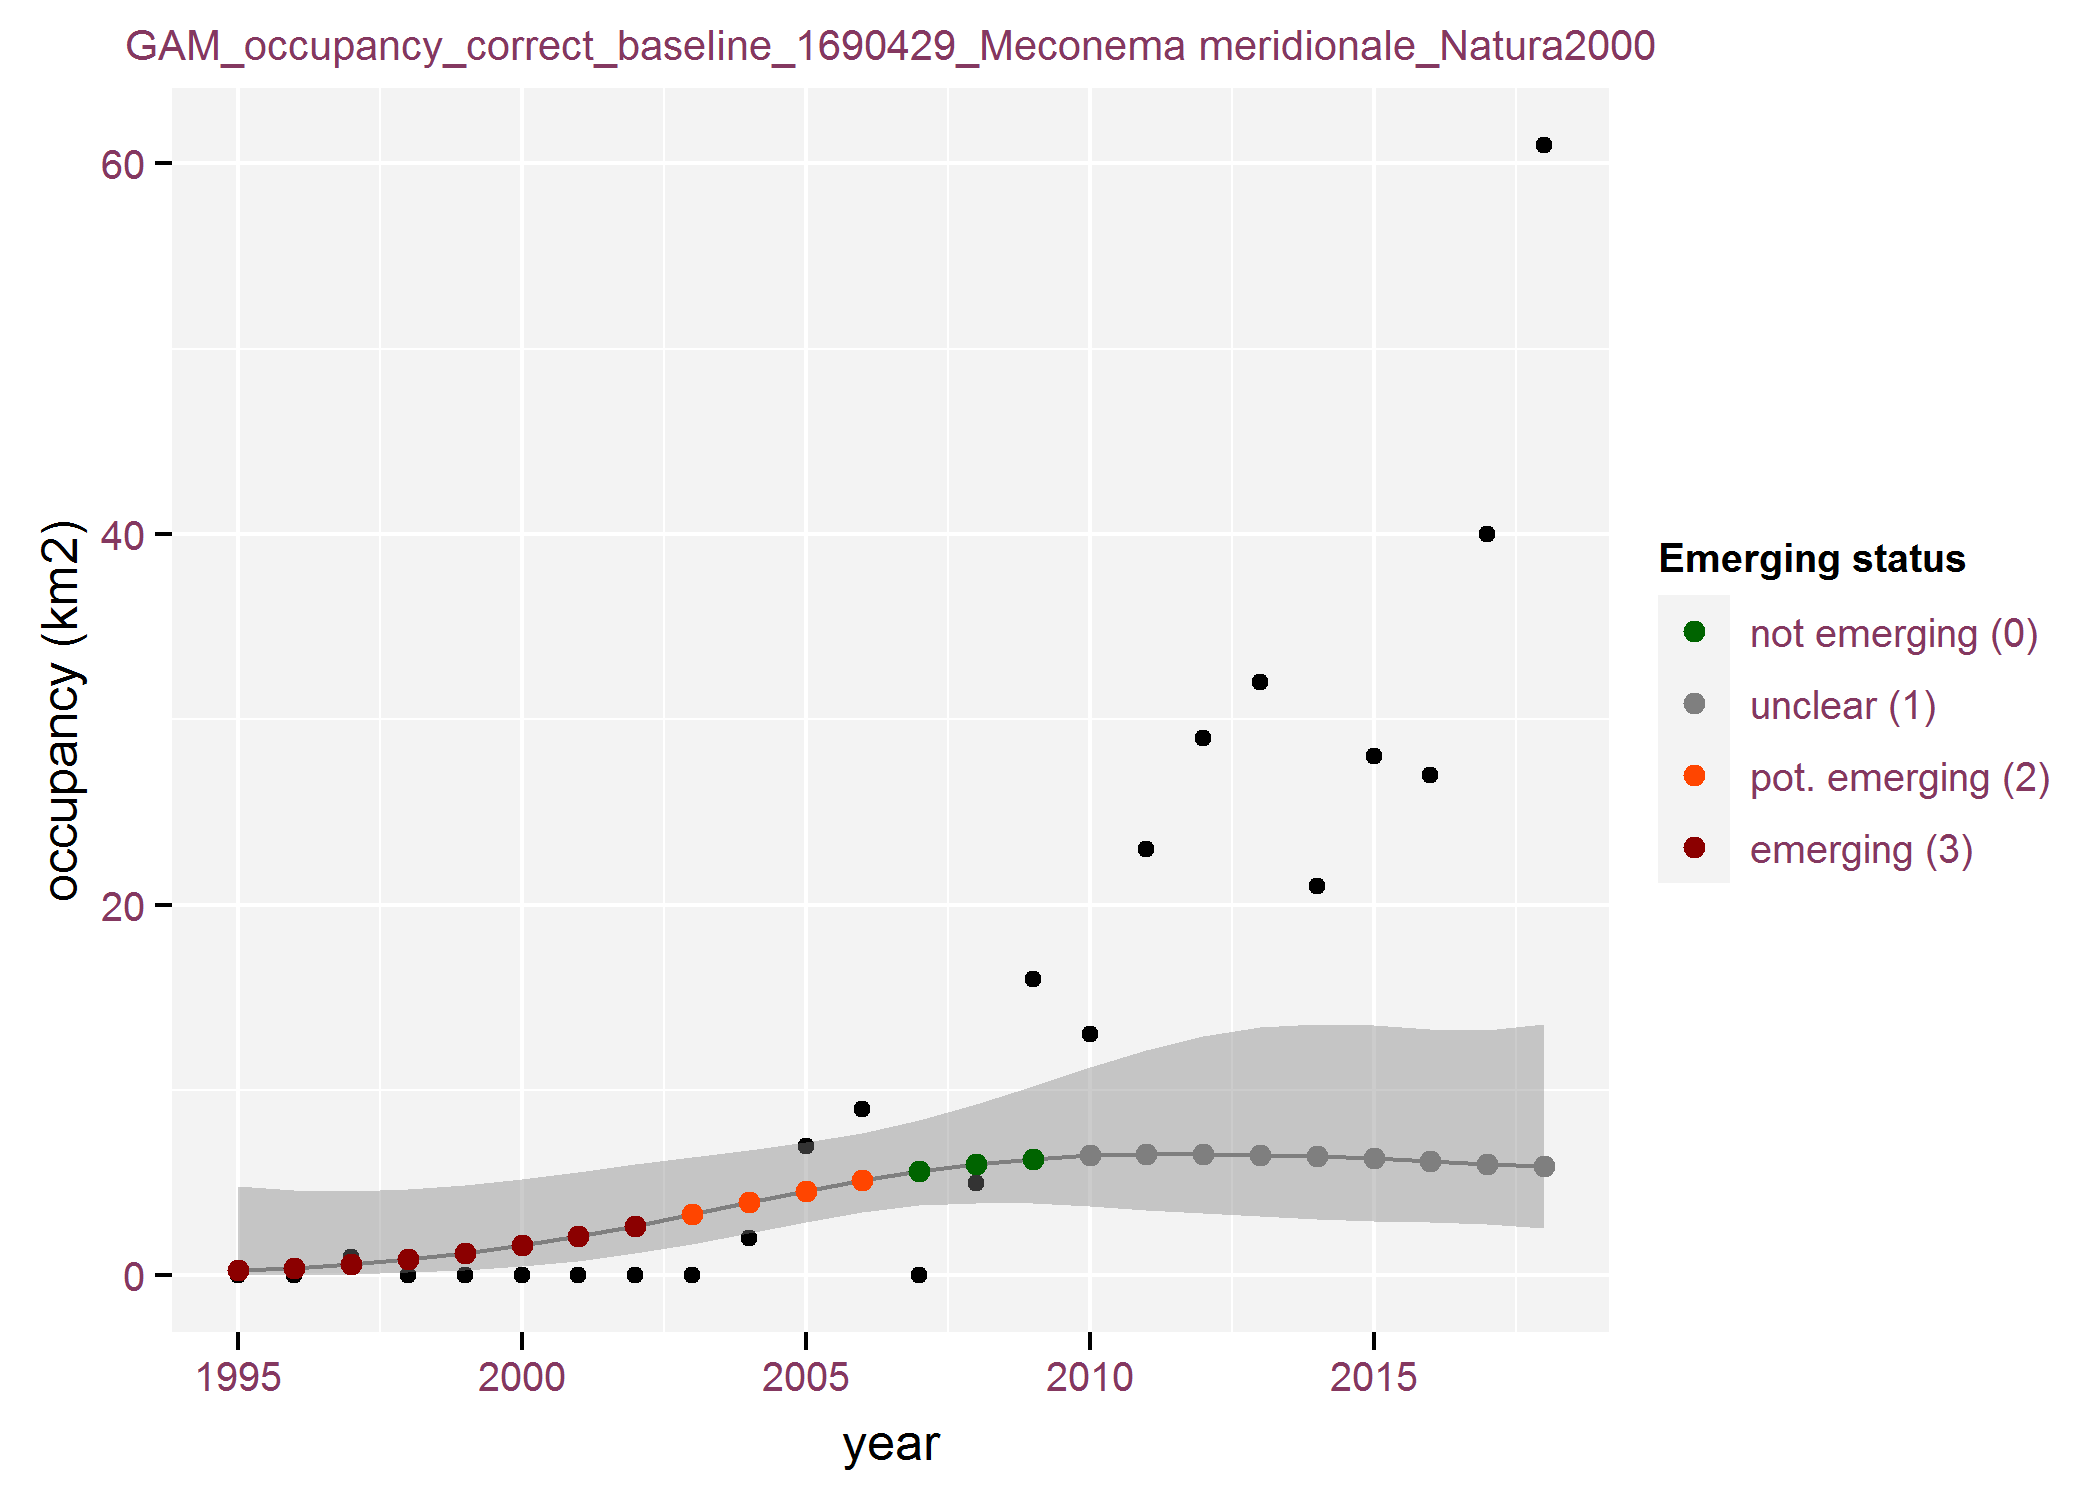 GAM_occupancy_correct_baseline_1690429_Meconema meridionale_Natura2000
60
40
20
0
occupancy (km2)
1995 2000 2005 2010 2015
year
Emerging status
not emerging (0)
unclear (1)
pot. emerging (2)
emerging (3)